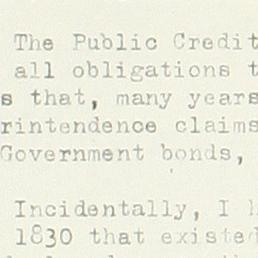 The Public Credit
all obligations
s that, many years
rintendence claims
Government bonds,
Incidentally, I
1830 that existed